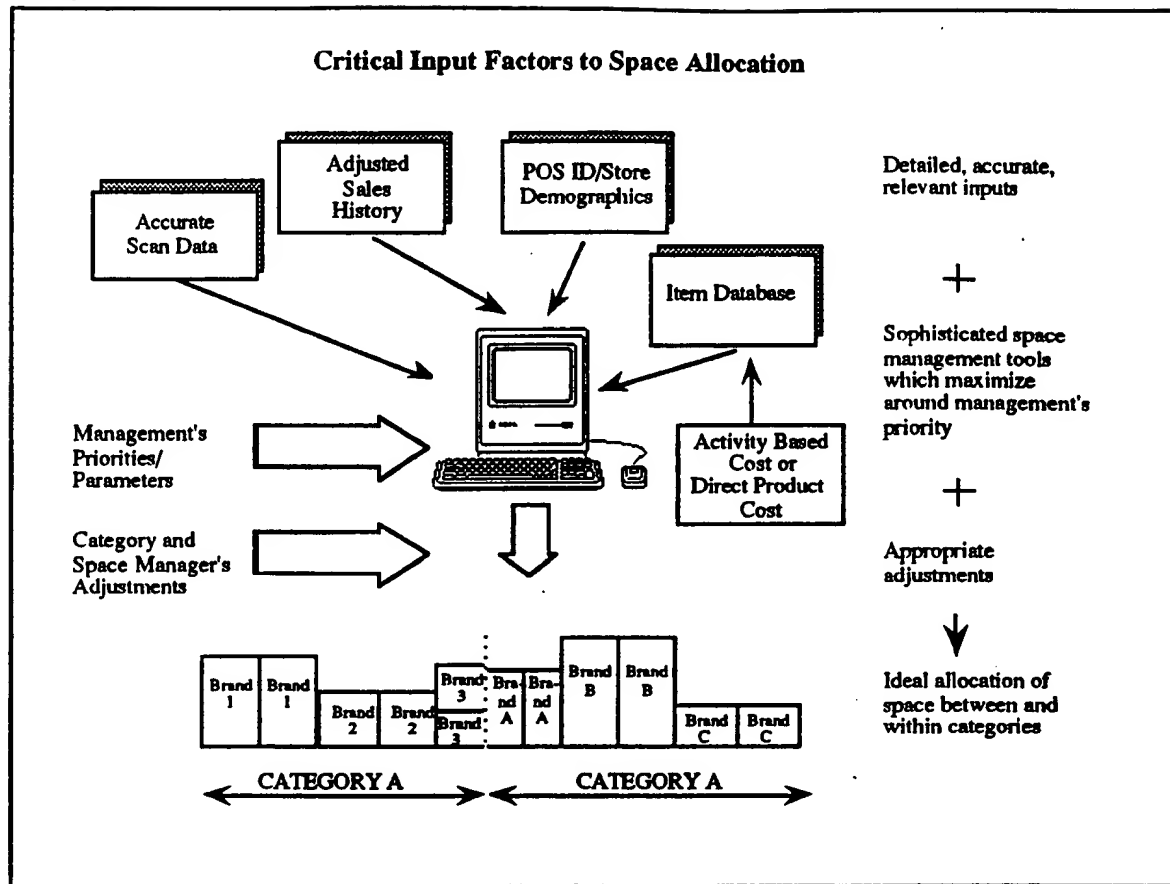 Critical Input Factors to Space Allocation
Accurate
Scan Data
Adjusted
Sales
History
POS ID/Store
Demographics
Item Database
Activity Based
Cost or
Direct Product
Cost
Management's
Priorities/
Parameters
Category and
Space Manager's
Adjustments
Detailed, accurate,
relevant inputs
+
Sophisticated space
management tools
which maximize
around management's
priority
+
Appropriate
adjustments
Ideal allocation of
space between and
within categories
Brand
1
Brand
1
Brand
2
Brand
2
Brand
3
Brand
3
Bra-
nd
A
Bra-
nd
A
Brand
B
Brand
B
Brand
C
Brand
C
CATEGORY A
CATEGORY A